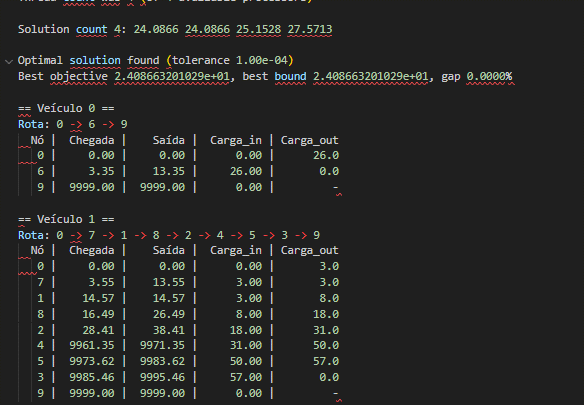 Solution count 4: 24.0866 24.0866 25.1528 27.5713
Optimal solution found (tolerance 1.00e-04)
Best objective 2.408663201029e+01, best bound 2.408663201029e+01, gap 0.0000%
== Veículo 0 ==
Rota: 0 -> 6 -> 9
Nó | Chegada | Saída | Carga_in | Carga_out
0 | 0.00 | 0.00 | 0.00 | 26.0
6 | 3.35 | 13.35 | 26.00 | 0.0
9 | 9999.00 | 9999.00 | 0.00 | -
== Veículo 1 ==
Rota: 0 -> 7 -> 1 -> 8 -> 2 -> 4 -> 5 -> 3 -> 9
Nó | Chegada | Saída | Carga_in | Carga_out
0 | 0.00 | 0.00 | 0.00 | 3.0
7 | 3.55 | 13.55 | 3.00 | 3.0
1 | 14.57 | 14.57 | 3.00 | 8.0
8 | 16.49 | 26.49 | 8.00 | 18.0
2 | 28.41 | 38.41 | 18.00 | 31.0
4 | 9961.35 | 9971.35 | 31.00 | 50.0
5 | 9973.62 | 9983.62 | 50.00 | 57.0
3 | 9985.46 | 9995.46 | 57.00 | 0.0
9 | 9999.00 | 9999.00 | 0.00 | -